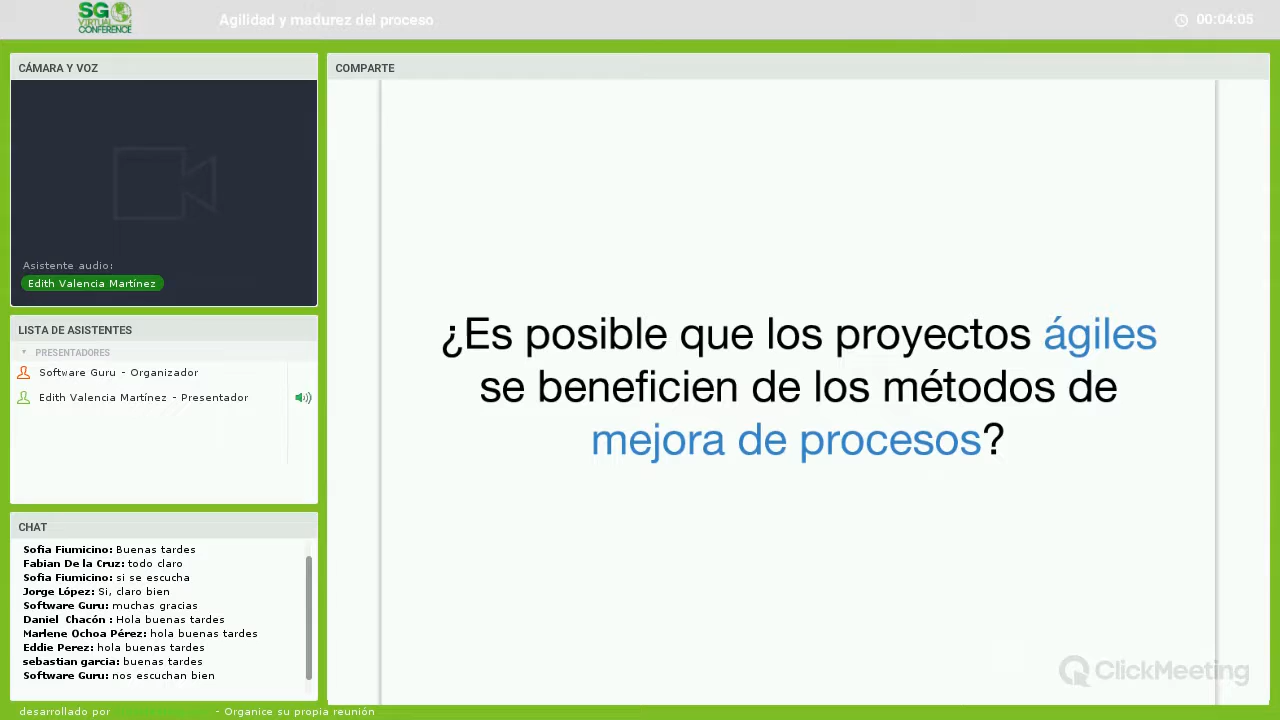 SG
VIRTUAL
CONFERENCE
Agilidad y madurez del proceso
00:04:05
CÁMARA Y VOZ
Asistente audio:
Edith Valencia Martínez
LISTA DE ASISTENTES
PRESENTADORES
Software Guru - Organizador
Edith Valencia Martínez - Presentador
CHAT
Sofia Fiumicino: Buenas tardes
Fabian De la Cruz: todo claro
Sofia Fiumicino: si se escucha
Jorge López: Si, claro bien
Software Guru: muchas gracias
Daniel Chacón : Hola buenas tardes
Marlene Ochoa Pérez: hola buenas tardes
Eddie Perez: hola buenas tardes
sebastian garcia: buenas tardes
Software Guru: nos escuchan bien
desarrollado por - Organice su propia reunión
COMPARTE
¿Es posible que los proyectos ágiles
se beneficien de los métodos de
mejora de procesos?
ClickMeeting